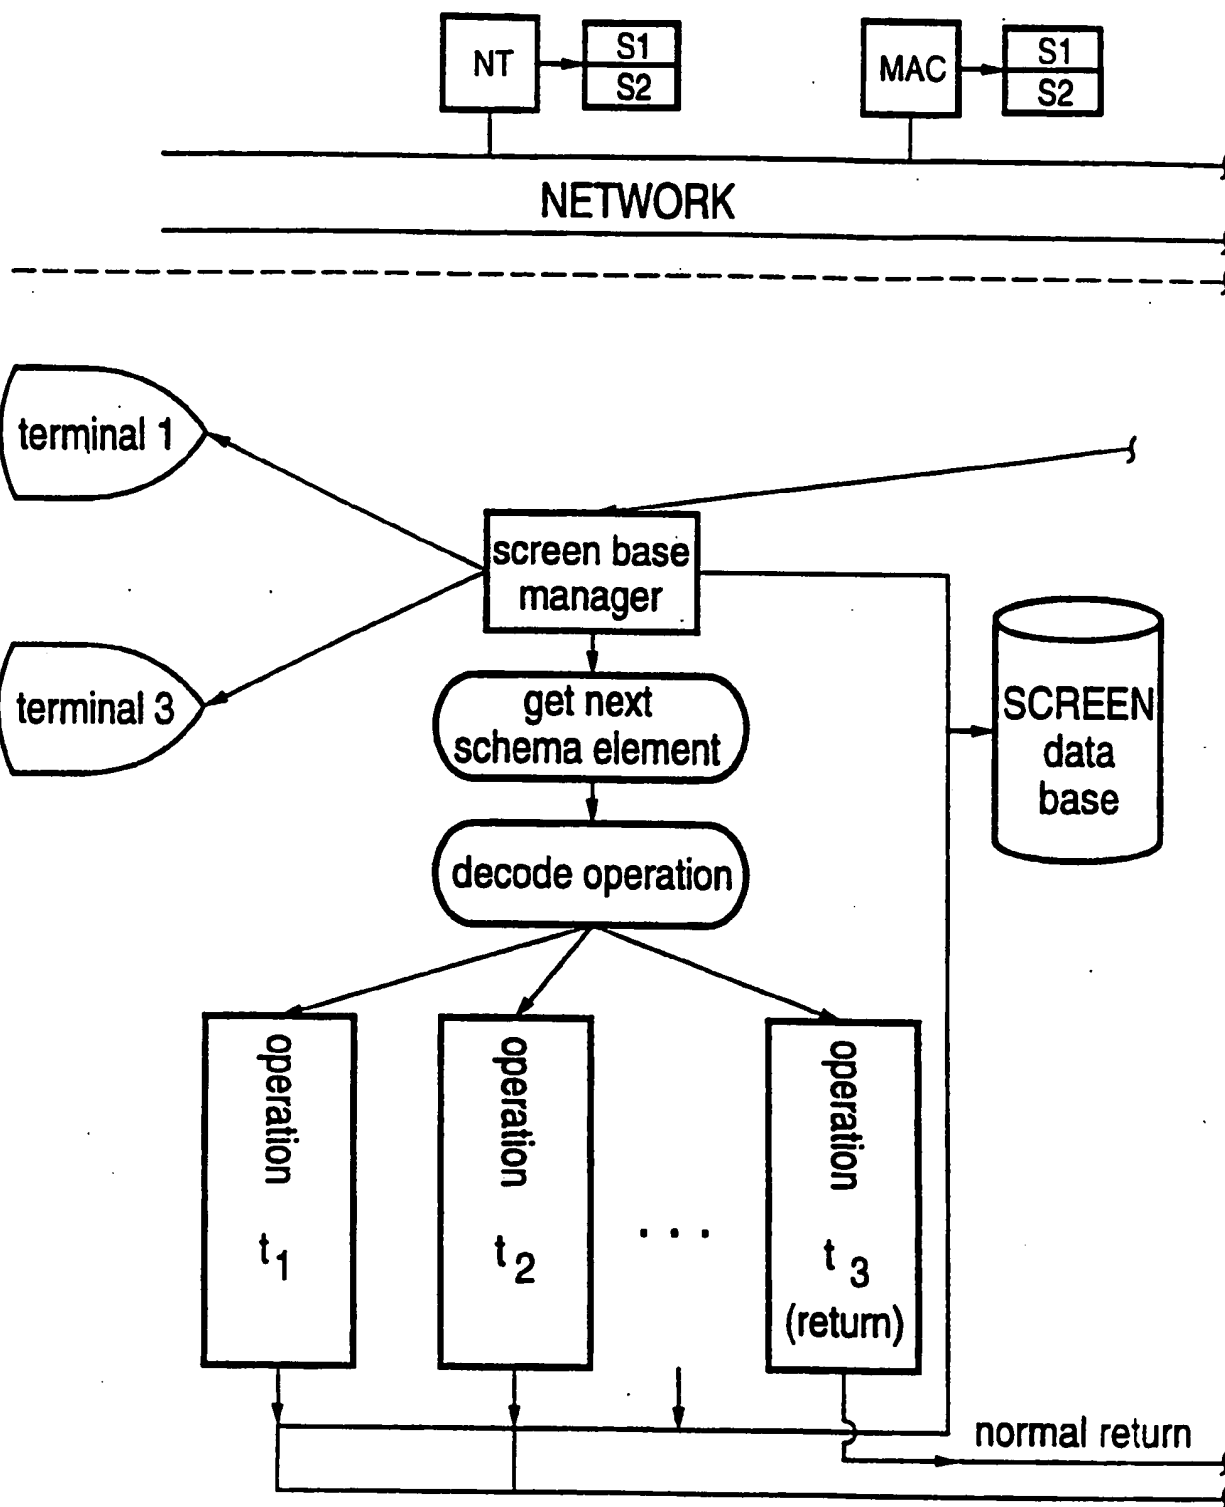 NT
S1
S2
MAC
S1
S2
NETWORK
terminal 1
screen base
manager
terminal 3
get next
schema element
SCREEN
data
base
decode operation
operation
t1
operation
t2
. . .
operation
t 3
(return)
normal return